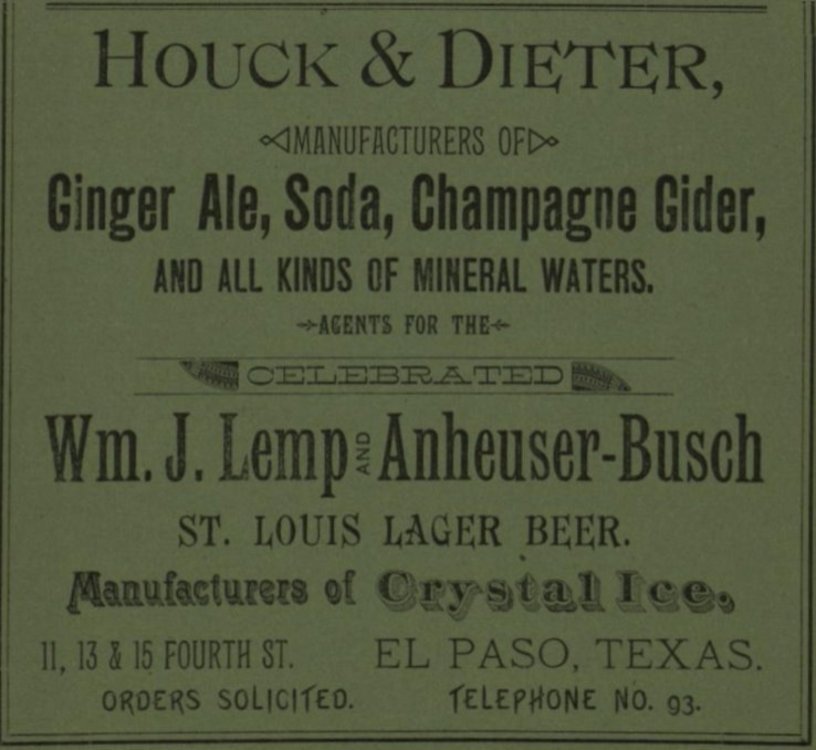 HOUCK & DIETER,
MANUFACTURERS OF
Ginger Ale, Soda, Champagne Gider,
AND ALL KINDS OF MINERAL WATERS.
AGENTS FOR THE
CELEBRATED
Wm. J. Lemp AND Anheuser-Busch
ST. LOUIS LAGER BEER.
Manufacturers of Crystal Ice.
11, 13 & 15 FOURTH ST. EL PASO, TEXAS.
ORDERS SOLICITED. TELEPHONE NO. 93.